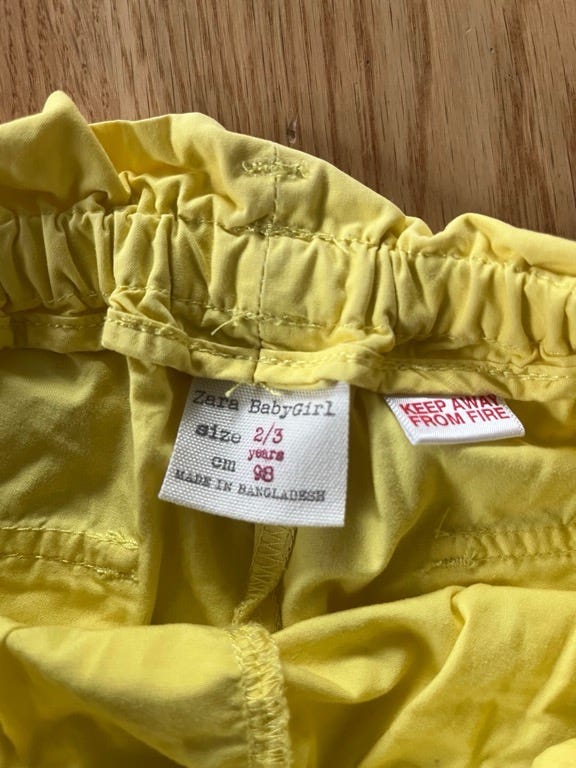 Zara BabyGirl
size 2/3
years
cm 98
MADE IN BANGLADESH
KEEP AWAY
FROM FIRE